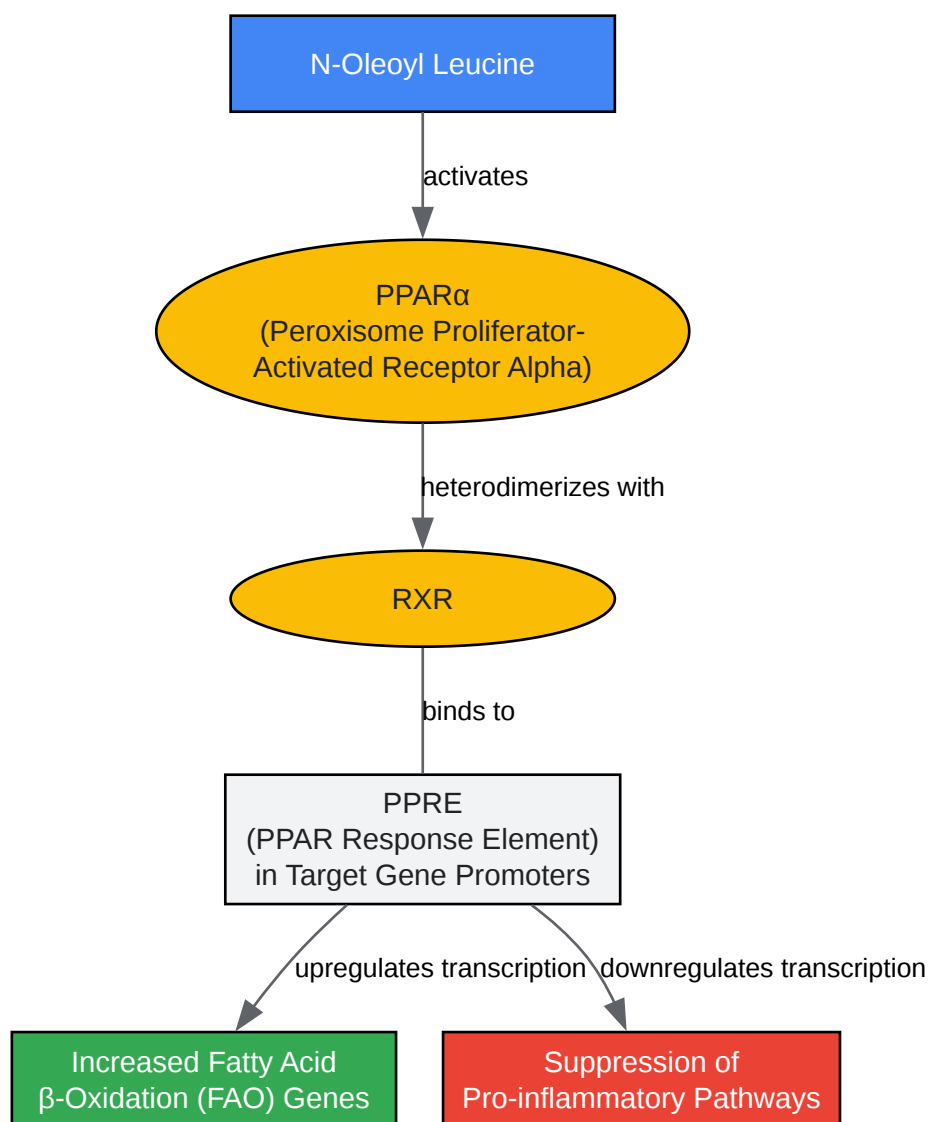 N-Oleoyl Leucine
activates
PPARα
(Peroxisome Proliferator-
Activated Receptor Alpha)
heterodimerizes with
RXR
binds to
PPRE
(PPAR Response Element)
in Target Gene Promoters
upregulates transcription
downregulates transcription
Increased Fatty Acid
β-Oxidation (FAO) Genes
Suppression of
Pro-inflammatory Pathways